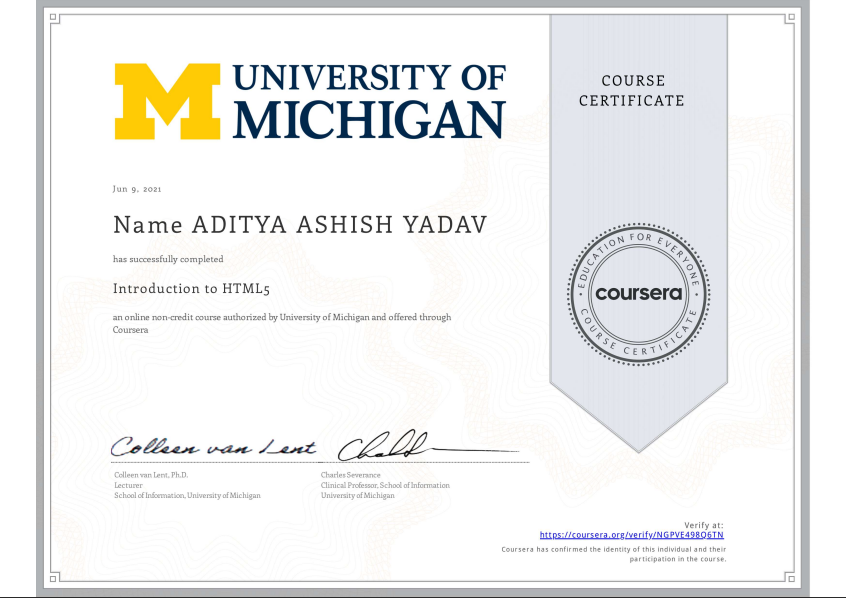 UNIVERSITY OF
MICHIGAN
COURSE
CERTIFICATE
Jun 9, 2021
Name ADITYA ASHISH YADAV
has successfully completed
Introduction to HTML5
an online non-credit course authorized by University of Michigan and offered through
Coursera
EDUCATION FOR EVERYONE
coursera
COURSE CERTIFICATE
Colleen van Lent
Colleen van Lent, Ph.D.
Lecturer
School of Information, University of Michigan
Charles Severance
Clinical Professor, School of Information
University of Michigan
Verify at:
https://coursera.org/verify/NGPVE498Q6TN
Coursera has confirmed the identity of this individual and their
participation in the course.